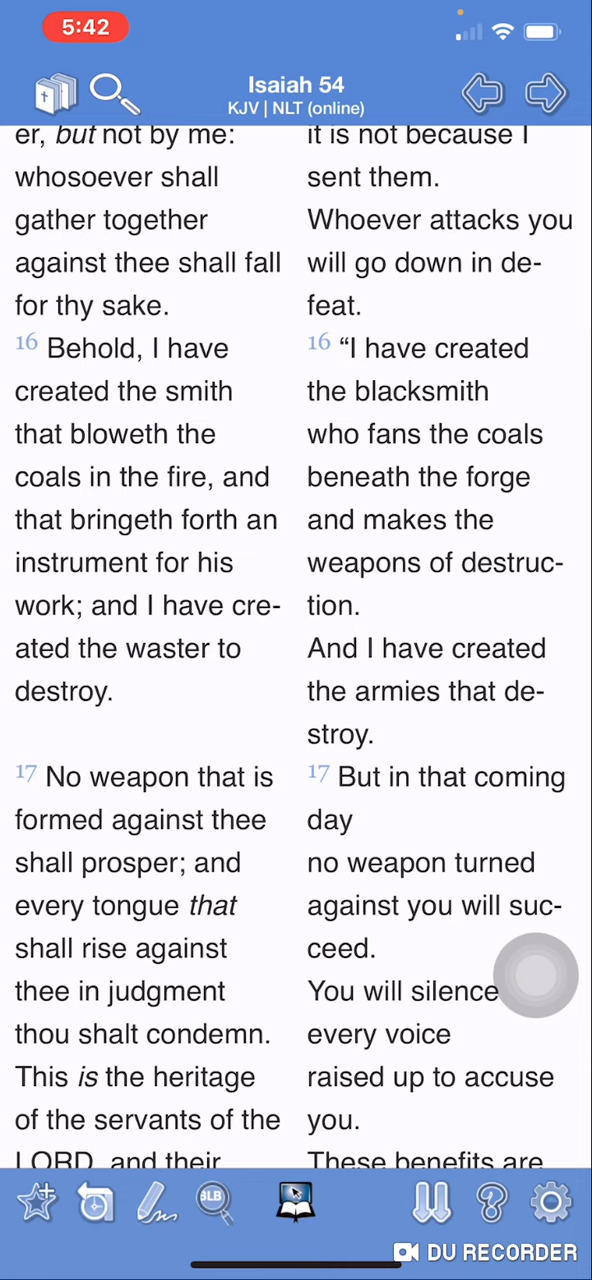 5:42
Isaiah 54
KJV | NLT (online)
er, but not by me:
whosoever shall
gather together
against thee shall fall
for thy sake.
16 Behold, I have
created the smith
that bloweth the
coals in the fire, and
that bringeth forth an
instrument for his
work; and I have cre-
ated the waster to
destroy.
17 No weapon that is
formed against thee
shall prosper; and
every tongue that
shall rise against
thee in judgment
thou shalt condemn.
This is the heritage
of the servants of the
LORD, and their
it is not because I
sent them.
Whoever attacks you
will go down in de-
feat.
16 “I have created
the blacksmith
who fans the coals
beneath the forge
and makes the
weapons of destruc-
tion.
And I have created
the armies that de-
stroy.
17 But in that coming
day
no weapon turned
against you will suc-
ceed.
You will silence
every voice
raised up to accuse
you.
These benefits are
BLB
DU RECORDER